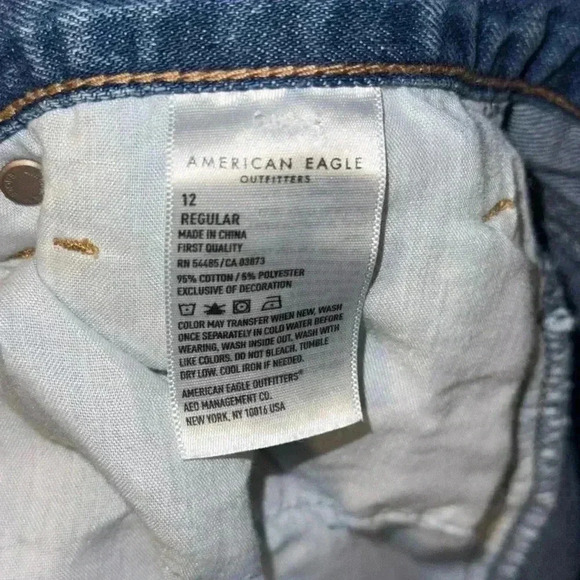 AMERICAN EAGLE
OUTFITTERS
12
REGULAR
MADE IN CHINA
FIRST QUALITY
RN 54485/CA 03873
95% COTTON / 5% POLYESTER
EXCLUSIVE OF DECORATION
COLOR MAY TRANSFER WHEN NEW, WASH
ONCE SEPARATELY IN COLD WATER BEFORE
WEARING, WASH INSIDE OUT. WASH WITH
LIKE COLORS. DO NOT BLEACH. TUMBLE
DRY LOW. COOL IRON IF NEEDED.
AMERICAN EAGLE OUTFITTERS®
AEO MANAGEMENT CO.
NEW YORK, NY 10016 USA